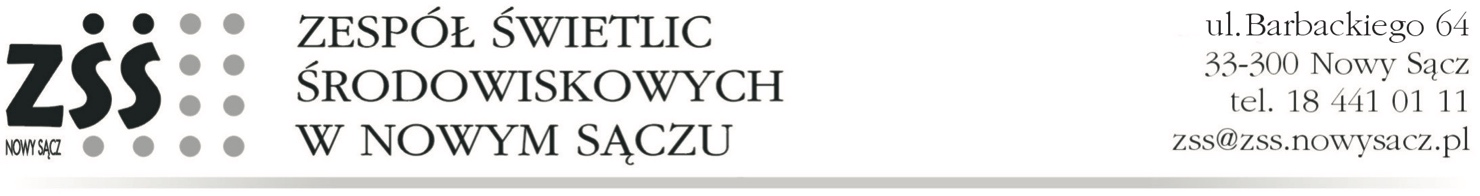 zśś
NOWY SĄCZ
ZESPÓŁ ŚWIETLIC
ŚRODOWISKOWYCH
W NOWYM SĄCZU
ul.Barbackiego 64
33-300 Nowy Sącz
tel. 18 441 01 11
zss@zss.nowysacz.pl